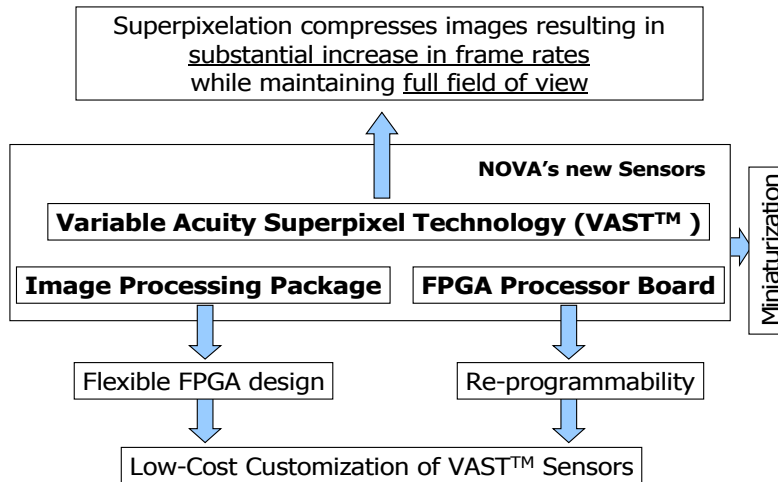 Superpixelation compresses images resulting in
substantial increase in frame rates
while maintaining full field of view
NOVA's new Sensors
Variable Acuity Superpixel Technology (VAST™ )
Miniaturization
Image Processing Package
FPGA Processor Board
Flexible FPGA design
Re-programmability
Low-Cost Customization of VAST™ Sensors